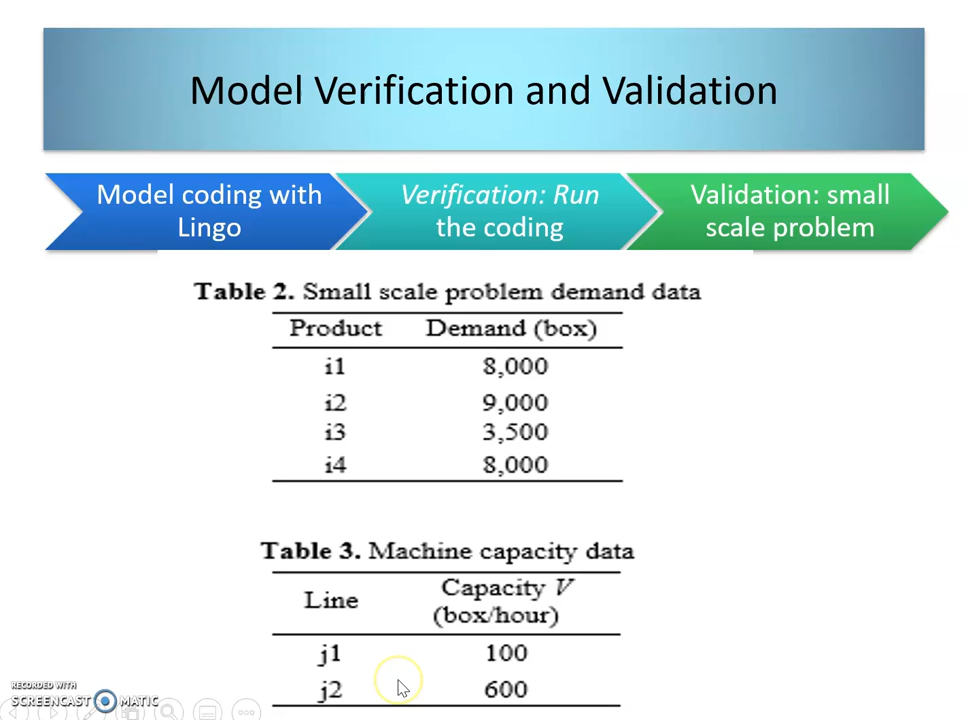 Model Verification and Validation
Model coding with
Lingo
Verification: Run
the coding
Validation: small
scale problem
Table 2. Small scale problem demand data
Product Demand (box)
i1 8,000
i2 9,000
i3 3,500
i4 8,000
Table 3. Machine capacity data
Line Capacity V
(box/hour)
j1 100
j2 600
RECORDED WITH
SCREENCAST MATIC